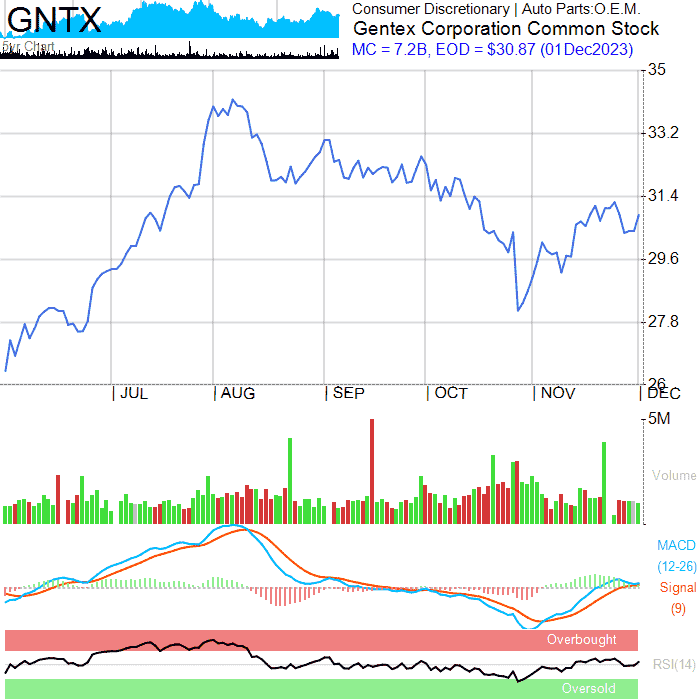 GNTX
5yr Chart
Consumer Discretionary | Auto Parts:O.E.M.
Gentex Corporation Common Stock
MC = 7.2B, EOD = $30.87 (01Dec2023)
35
33.2
31.4
29.6
27.8
26
| JUL | AUG | SEP | OCT | NOV | DEC
5M
Volume
MACD
(12-26)
Signal
(9)
Overbought
RSI(14)
Oversold